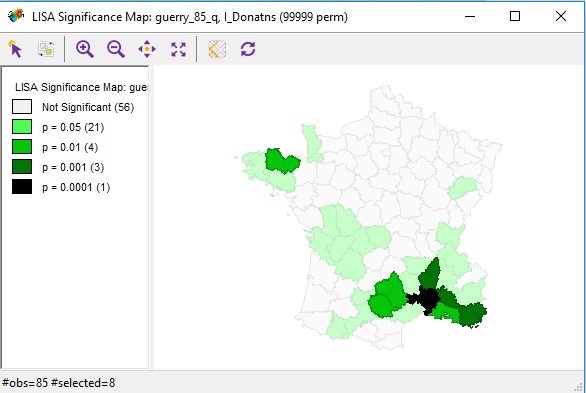 LISA Significance Map: guerry_85_q, I_Donatns (99999 perm)
LISA Significance Map: gue
Not Significant (56)
p = 0.05 (21)
p = 0.01 (4)
p = 0.001 (3)
p = 0.0001 (1)
#obs=85 #selected=8